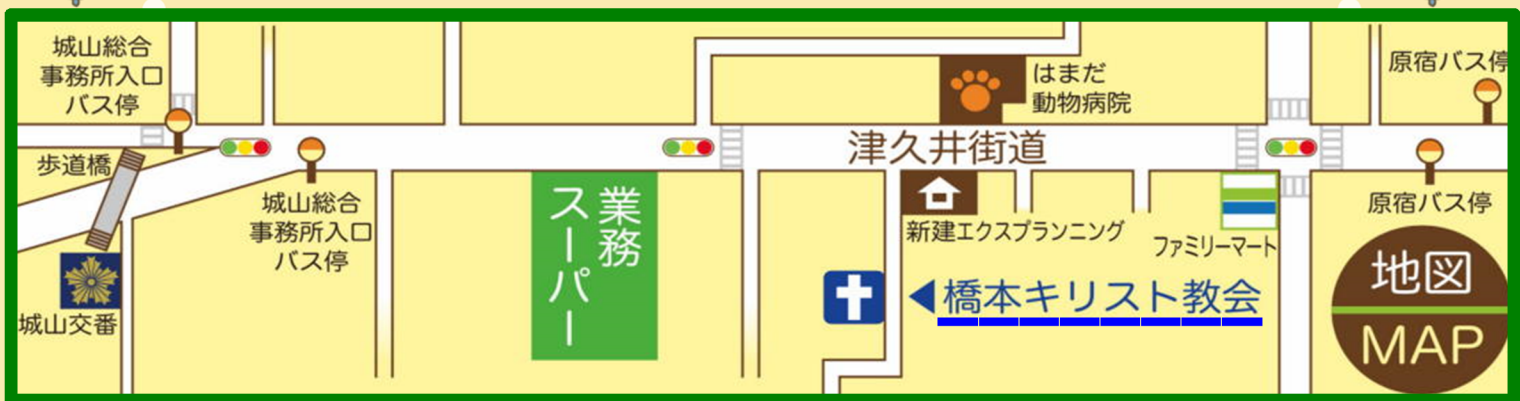 城山総合
事務所入口
バス停
歩道橋
城山交番
城山総合
事務所入口
バス停
業務
スーパー
はまだ
動物病院
津久井街道
新建エクスプランニング
ファミリーマート
◀橋本キリスト教会
原宿バス停
原宿バス停
地図
MAP